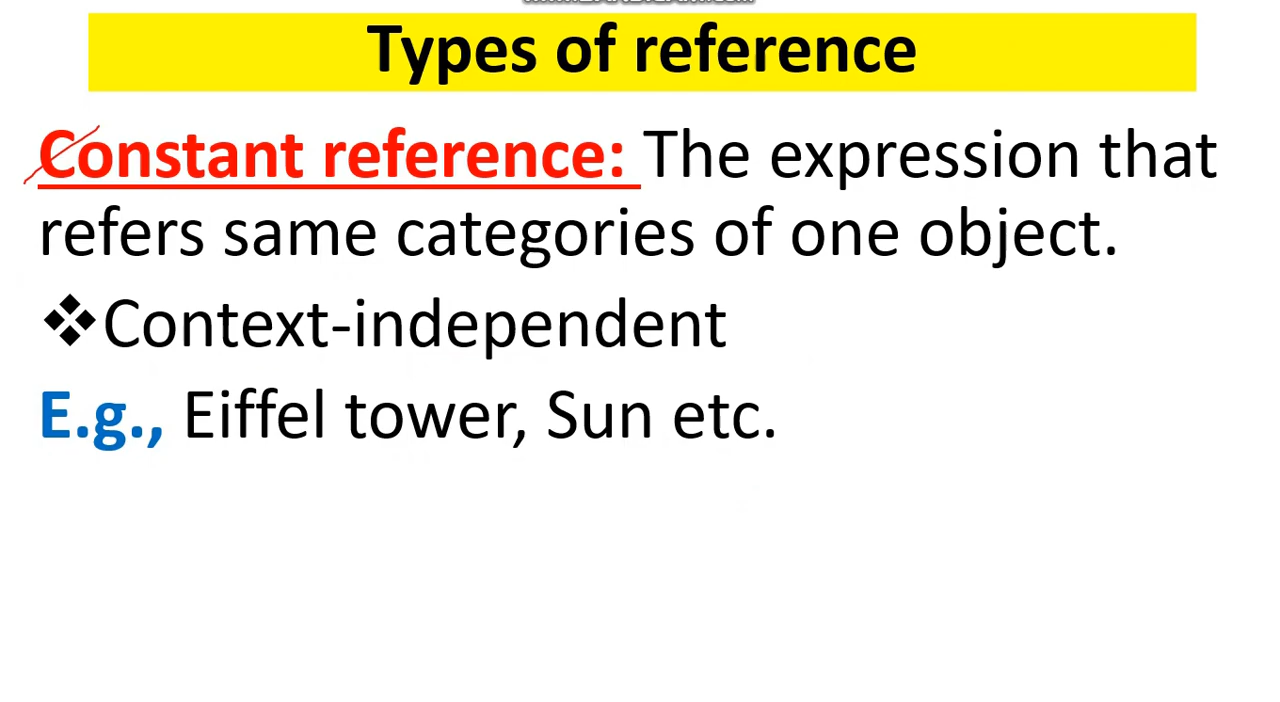 Types of reference
Constant reference: The expression that
refers same categories of one object.
❖Context-independent
E.g., Eiffel tower, Sun etc.